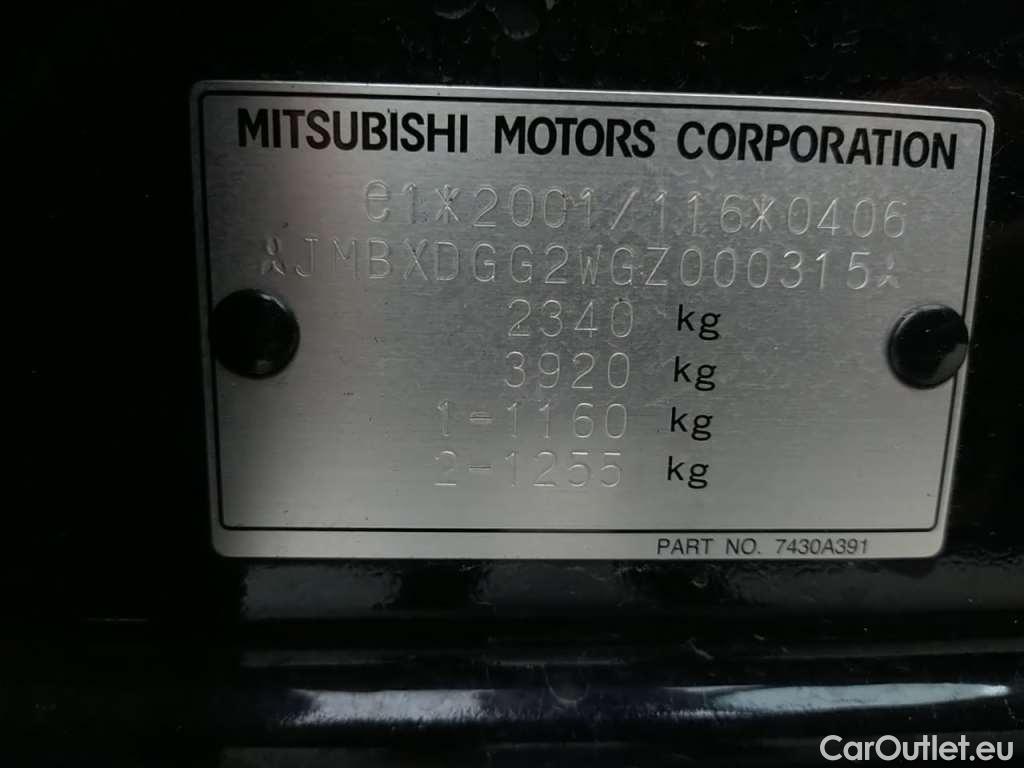 MITSUBISHI MOTORS CORPORATION
e1*2001/116*0406
*JMBXDGG2WGZ000315*
2340 kg
3920 kg
1-1160 kg
2-1255 kg
PART NO. 7430A391
CarOutlet.eu